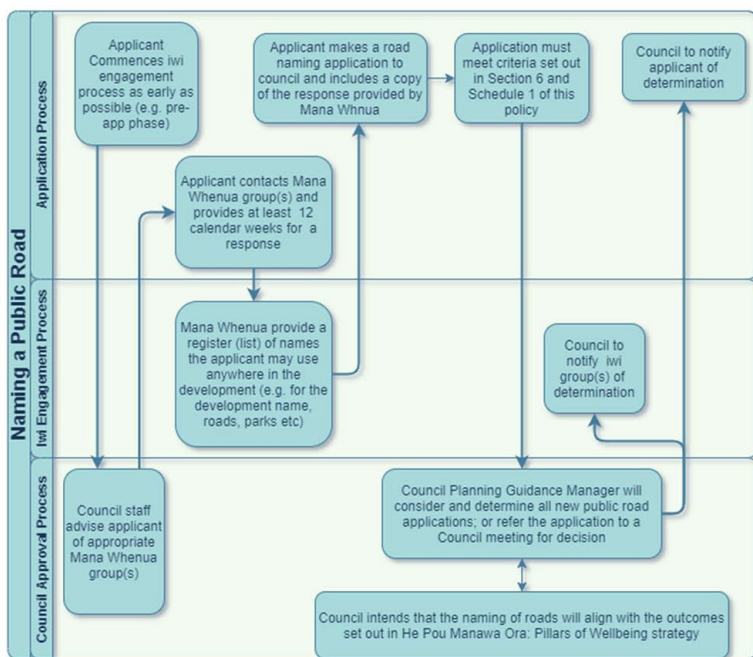 Naming a Public Road
Application Process
Applicant
Commences iwi
engagement
process as early as
possible (e.g. pre-
app phase)
Applicant makes a road
naming application to
council and includes a copy
of the response provided by
Mana Whnua
Application must
meet criteria set out
in Section 6 and
Schedule 1 of this
policy
Council to notify
applicant of
determination
Applicant contacts Mana
Whenua group(s) and
provides at least 12
calendar weeks for a
response
Iwi Engagement Process
Mana Whenua provide a
register (list) of names
the applicant may use
anywhere in the
development (e.g. for the
development name,
roads, parks etc)
Council to
notify iwi
group(s) of
determination
Council Approval Process
Council staff
advise applicant
of appropriate
Mana Whenua
group(s)
Council Planning Guidance Manager will
consider and determine all new public road
applications; or refer the application to a
Council meeting for decision
Council intends that the naming of roads will align with the outcomes
set out in He Pou Manawa Ora: Pillars of Wellbeing strategy